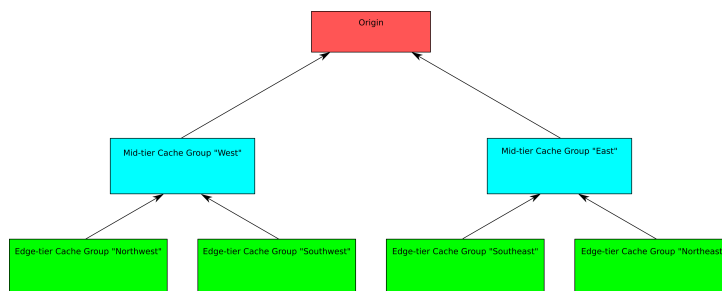 Origin
Mid-tier Cache Group "West"
Mid-tier Cache Group "East"
Edge-tier Cache Group "Northwest"
Edge-tier Cache Group "Southwest"
Edge-tier Cache Group "Southeast"
Edge-tier Cache Group "Northeast